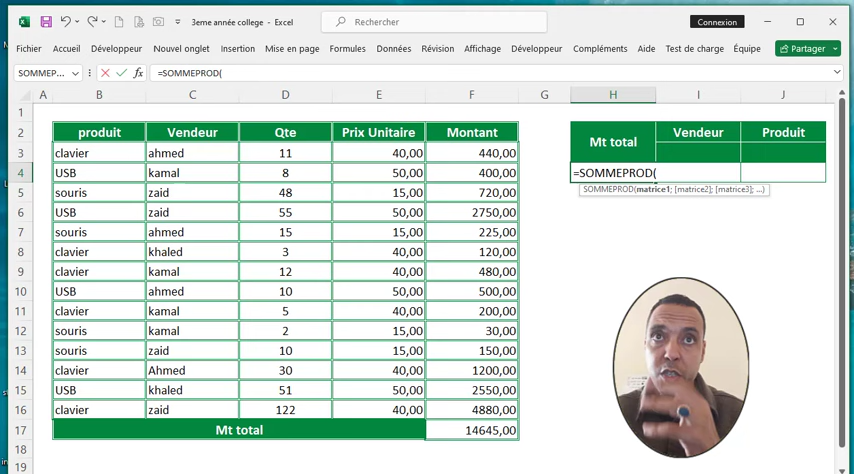 3eme année college - Excel
Rechercher
Connexion
Fichier Accueil Développeur Nouvel onglet Insertion Mise en page Formules Données Révision Affichage Développeur Compléments Aide Test de charge Équipe Partager
SOMMEP... fx =SOMMEPROD(
A B C D E F G H I J
1
2 produit Vendeur Qte Prix Unitaire Montant Mt total Vendeur Produit
3 clavier ahmed 11 40,00 440,00
4 USB kamal 8 50,00 400,00 =SOMMEPROD(
SOMMEPROD(matrice1; [matrice2]; [matrice3]; ...)
5 souris zaid 48 15,00 720,00
6 USB zaid 55 50,00 2750,00
7 souris ahmed 15 15,00 225,00
8 clavier khaled 3 40,00 120,00
9 clavier kamal 12 40,00 480,00
10 USB ahmed 10 50,00 500,00
11 clavier kamal 5 40,00 200,00
12 souris kamal 2 15,00 30,00
13 souris zaid 10 15,00 150,00
14 clavier Ahmed 30 40,00 1200,00
15 USB khaled 51 50,00 2550,00
16 clavier zaid 122 40,00 4880,00
17 Mt total 14645,00
18
19